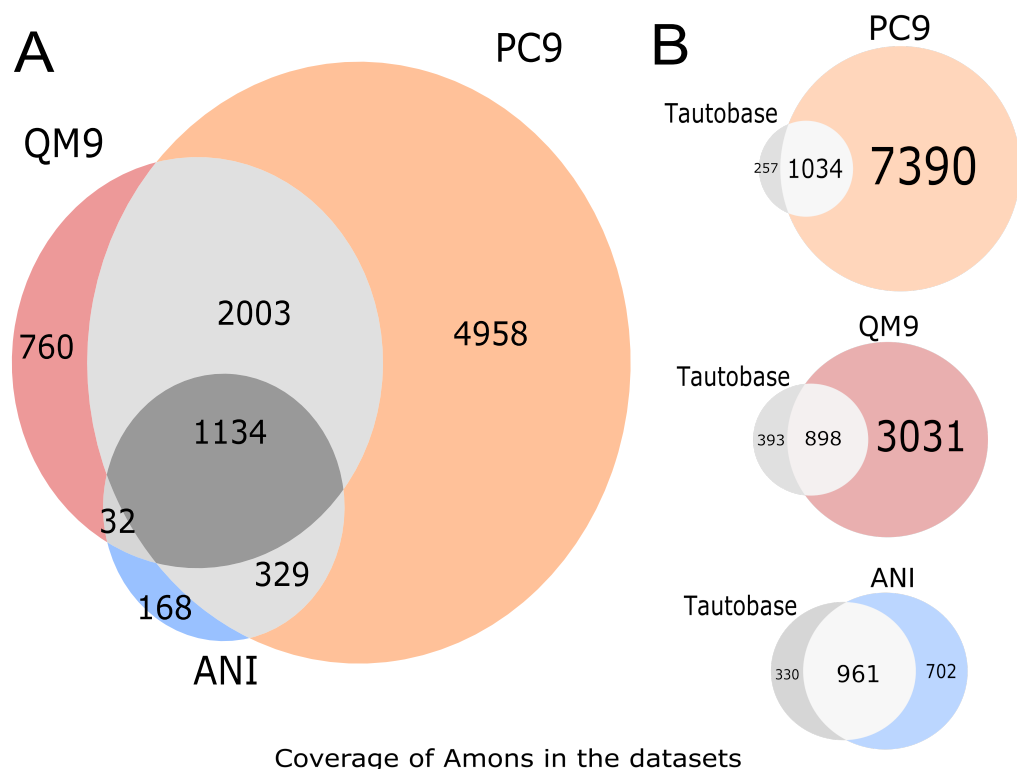 A
PC9
QM9
2003
4958
760
1134
32
329
168
ANI
B
PC9
Tautobase
257
1034
7390
QM9
Tautobase
393
898
3031
ANI
Tautobase
330
961
702
Coverage of Amons in the datasets